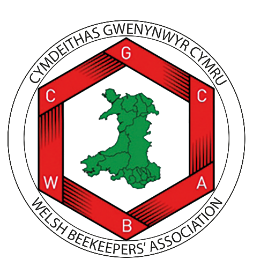 CYMDEITHAS GWENYNWYR CYMRU
G
C C
W A
B
WELSH BEEKEEPERS' ASSOCIATION